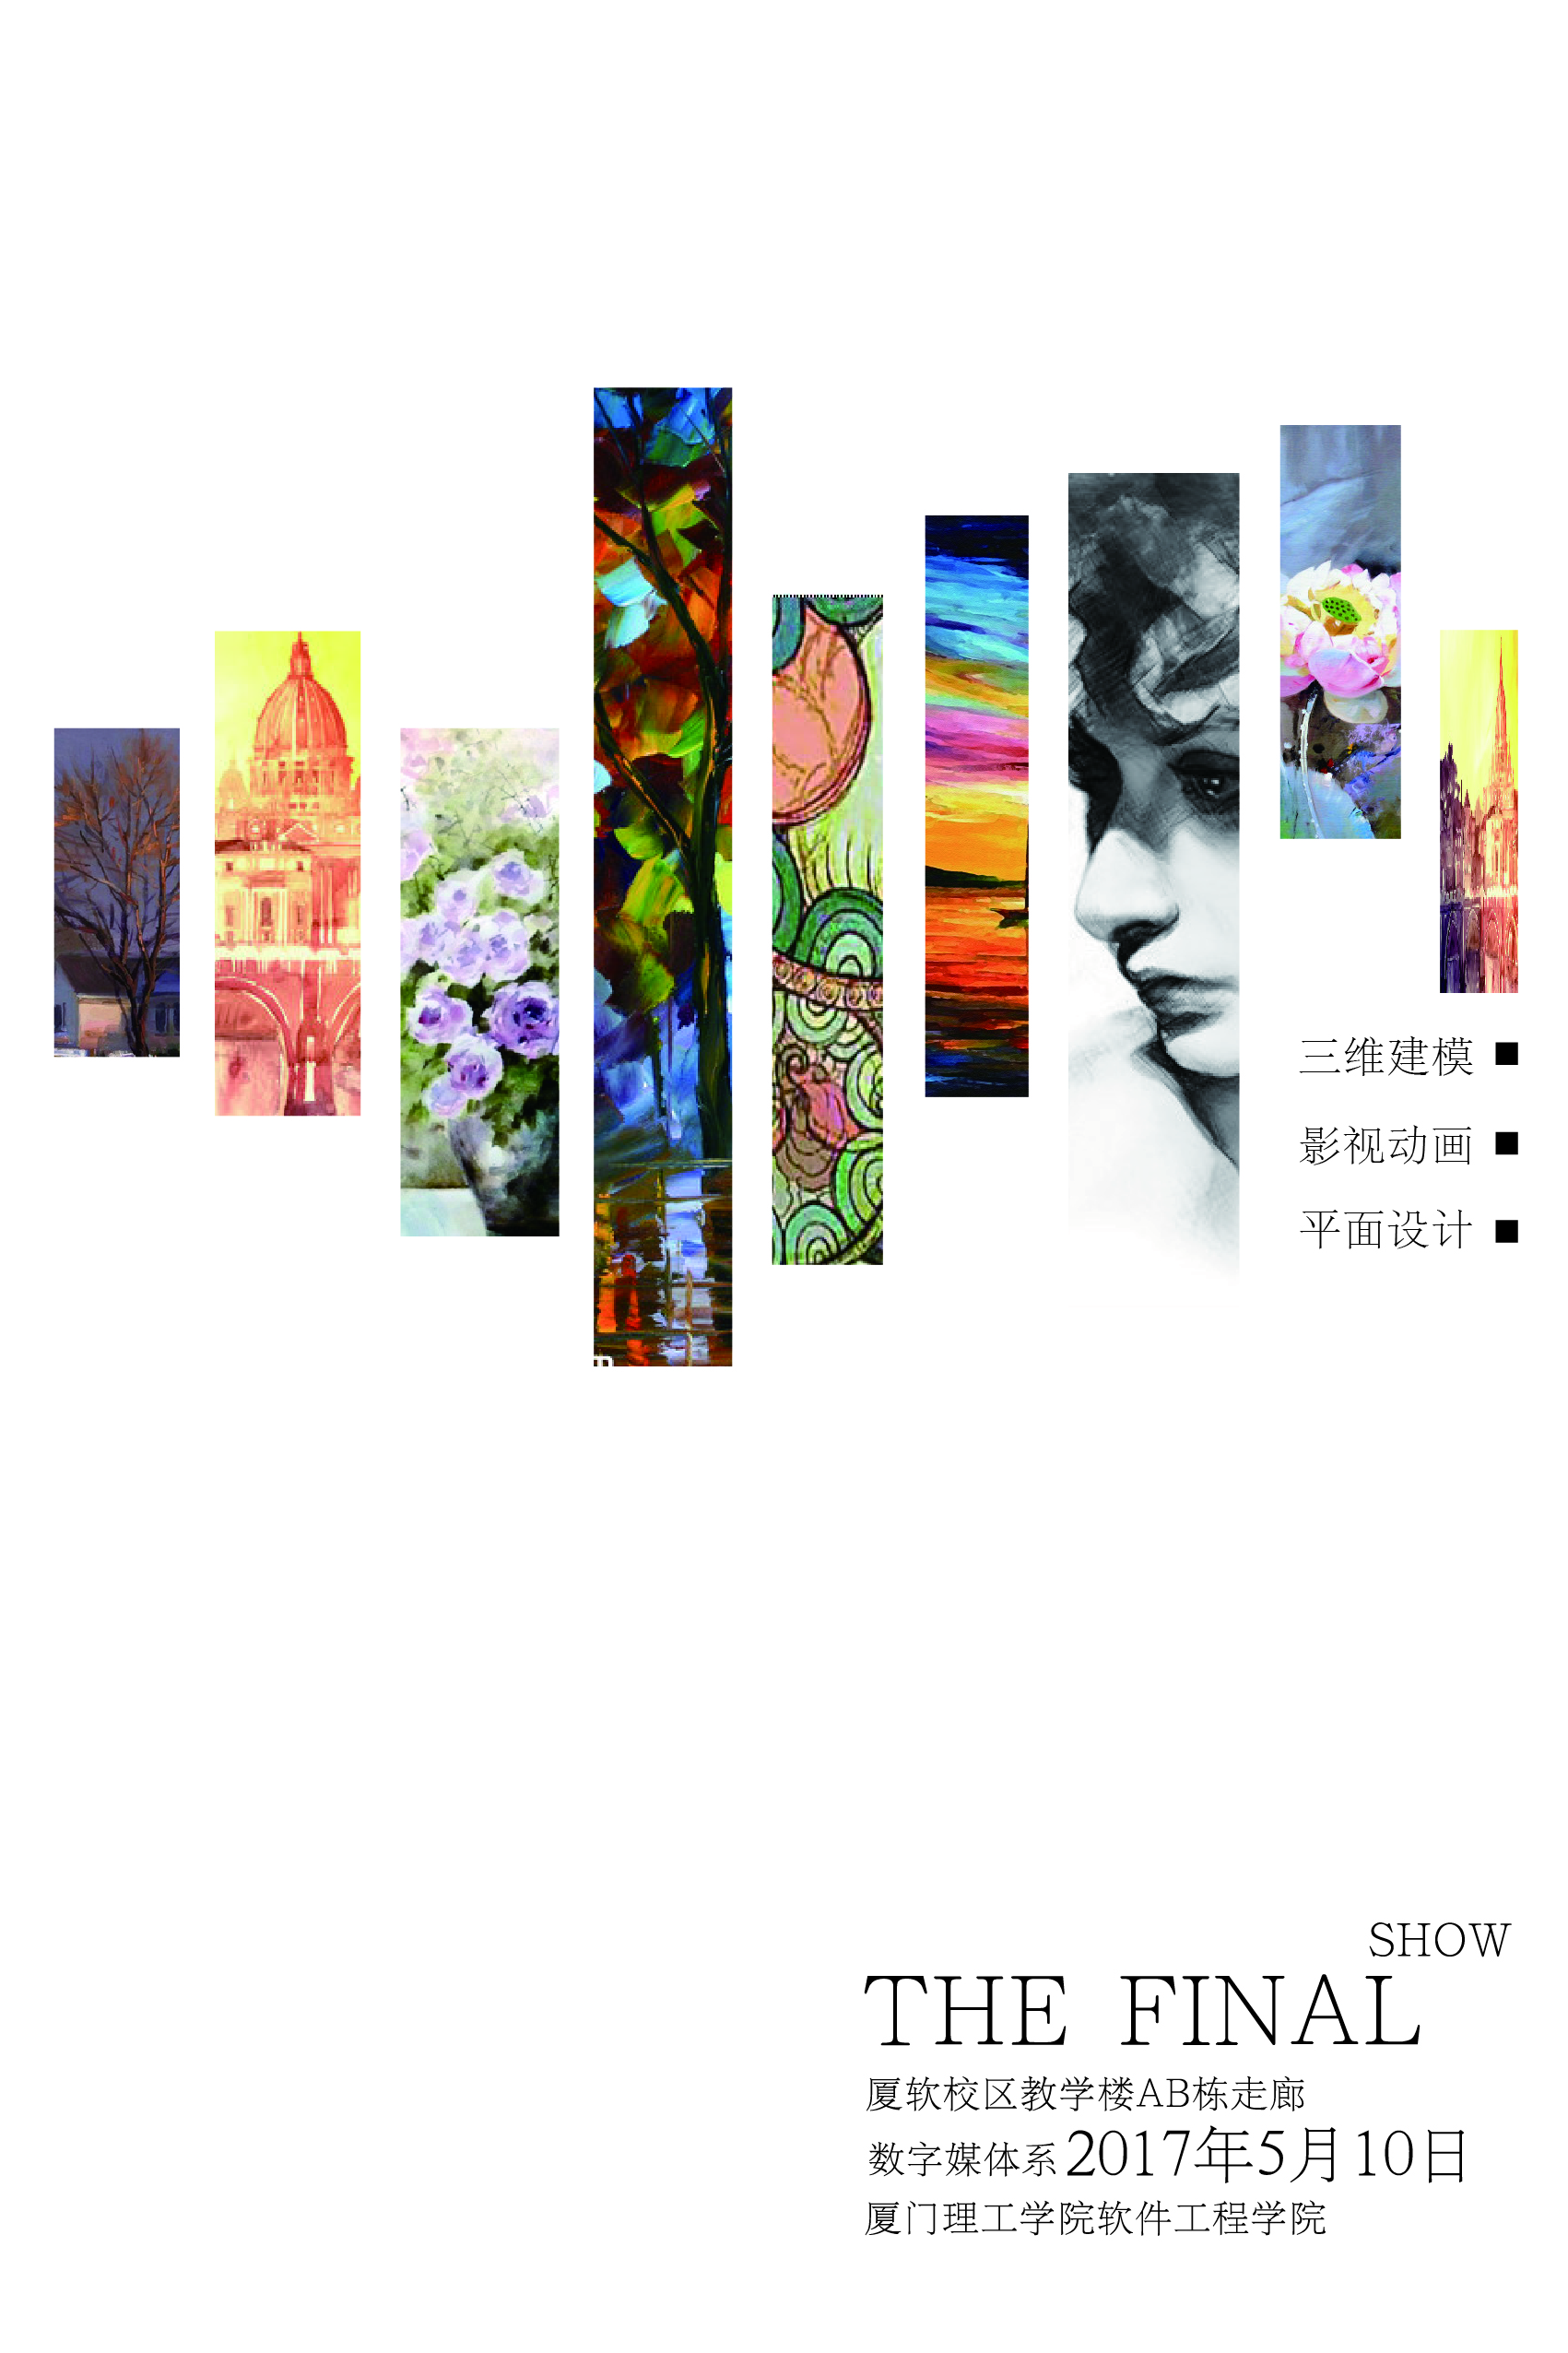 三维建模
影视动画
平面设计
SHOW
THE FINAL
厦软校区教学楼AB栋走廊
数字媒体系 2017年5月10日
厦门理工学院软件工程学院